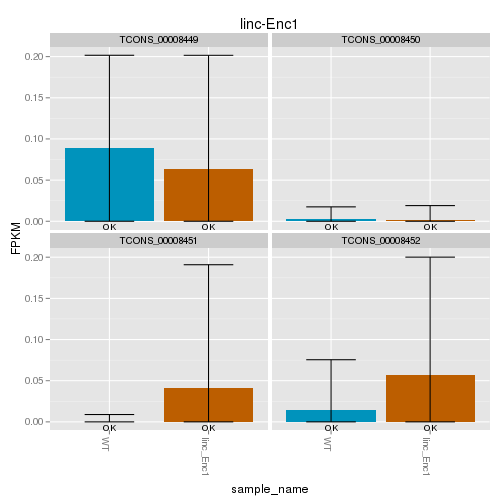 linc-Enc1
TCONS_00008449
TCONS_00008450
0.20
0.15
0.10
0.05
0.00
OK
OK
OK
OK
FPKM
TCONS_00008451
TCONS_00008452
0.20
0.15
0.10
0.05
0.00
OK
OK
OK
OK
WT
linc_Enc1
WT
linc_Enc1
sample_name